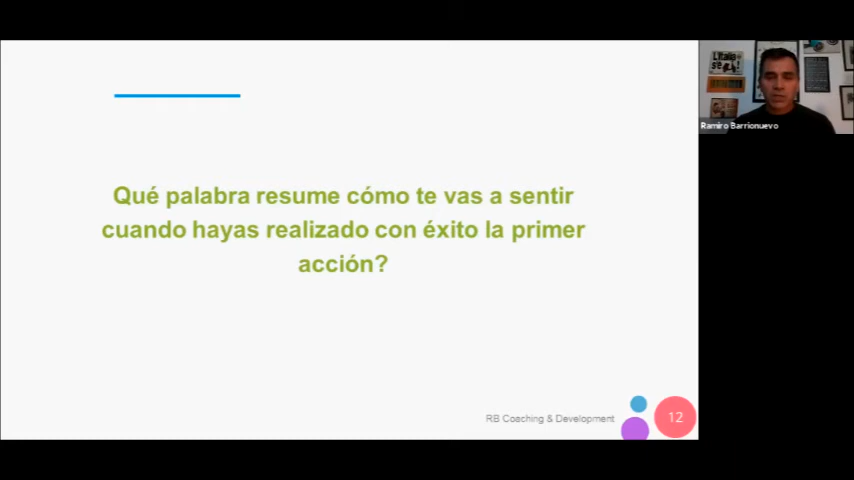 Qué palabra resume cómo te vas a sentir
cuando hayas realizado con éxito la primer
acción?
RB Coaching & Development
12
Ramiro Barrionuevo